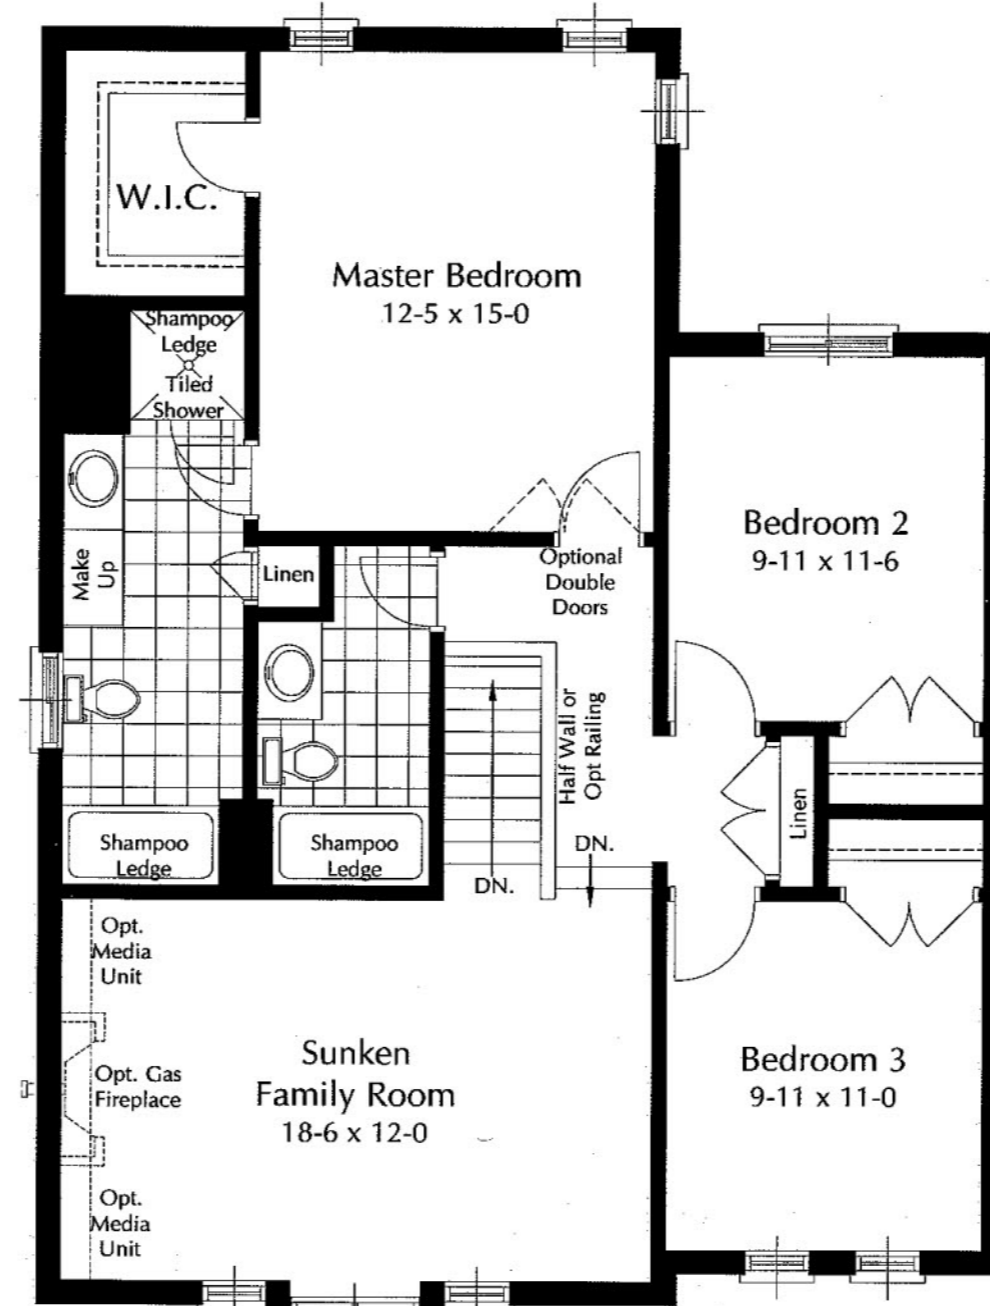 W.I.C.
Master Bedroom
12-5 x 15-0
Shampoo
Ledge
Tiled
Shower
Make
Up
Linen
Optional
Double
Doors
Bedroom 2
9-11 x 11-6
Half Wall or
Opt Railing
Linen
Shampoo
Ledge
Shampoo
Ledge
DN.
DN.
Opt.
Media
Unit
Opt. Gas
Fireplace
Opt.
Media
Unit
Sunken
Family Room
18-6 x 12-0
Bedroom 3
9-11 x 11-0